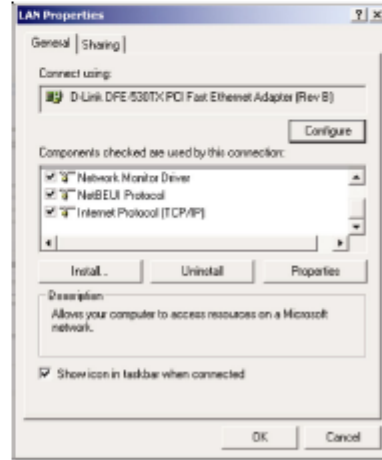 LAN Properties
General
Sharing
Connect using:
D-Link DFE-530TX PCI Fast Ethernet Adapter (Rev B)
Configure
Components checked are used by this connection:
Network Monitor Driver
NetBEUI Protocol
Internet Protocol (TCP/IP)
Install...
Uninstall
Properties
Description
Allows your computer to access resources on a Microsoft
network.
Show icon in taskbar when connected
OK
Cancel